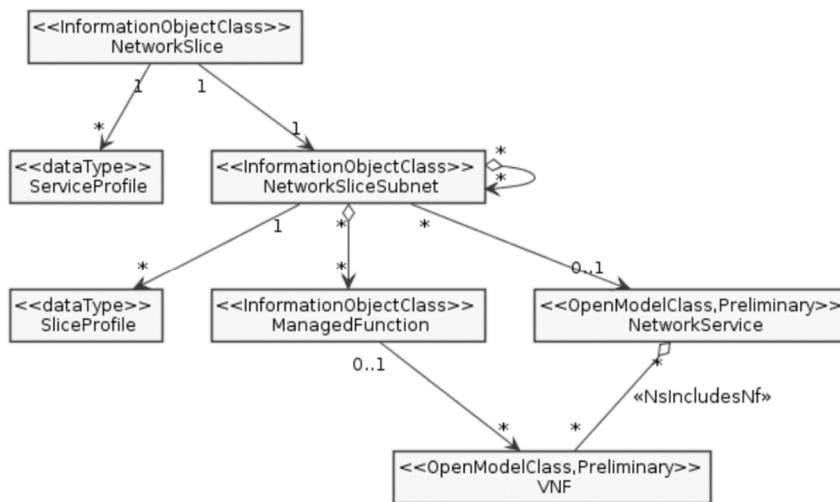 <<InformationObjectClass>>
NetworkSlice
1
1
*
1
<<dataType>>
ServiceProfile
<<InformationObjectClass>>
NetworkSliceSubnet
*
*
1
*
*
*
*
0..1
<<dataType>>
SliceProfile
<<InformationObjectClass>>
ManagedFunction
<<OpenModelClass,Preliminary>>
NetworkService
0..1
*
«NsIncludesNf»
*
*
<<OpenModelClass,Preliminary>>
VNF